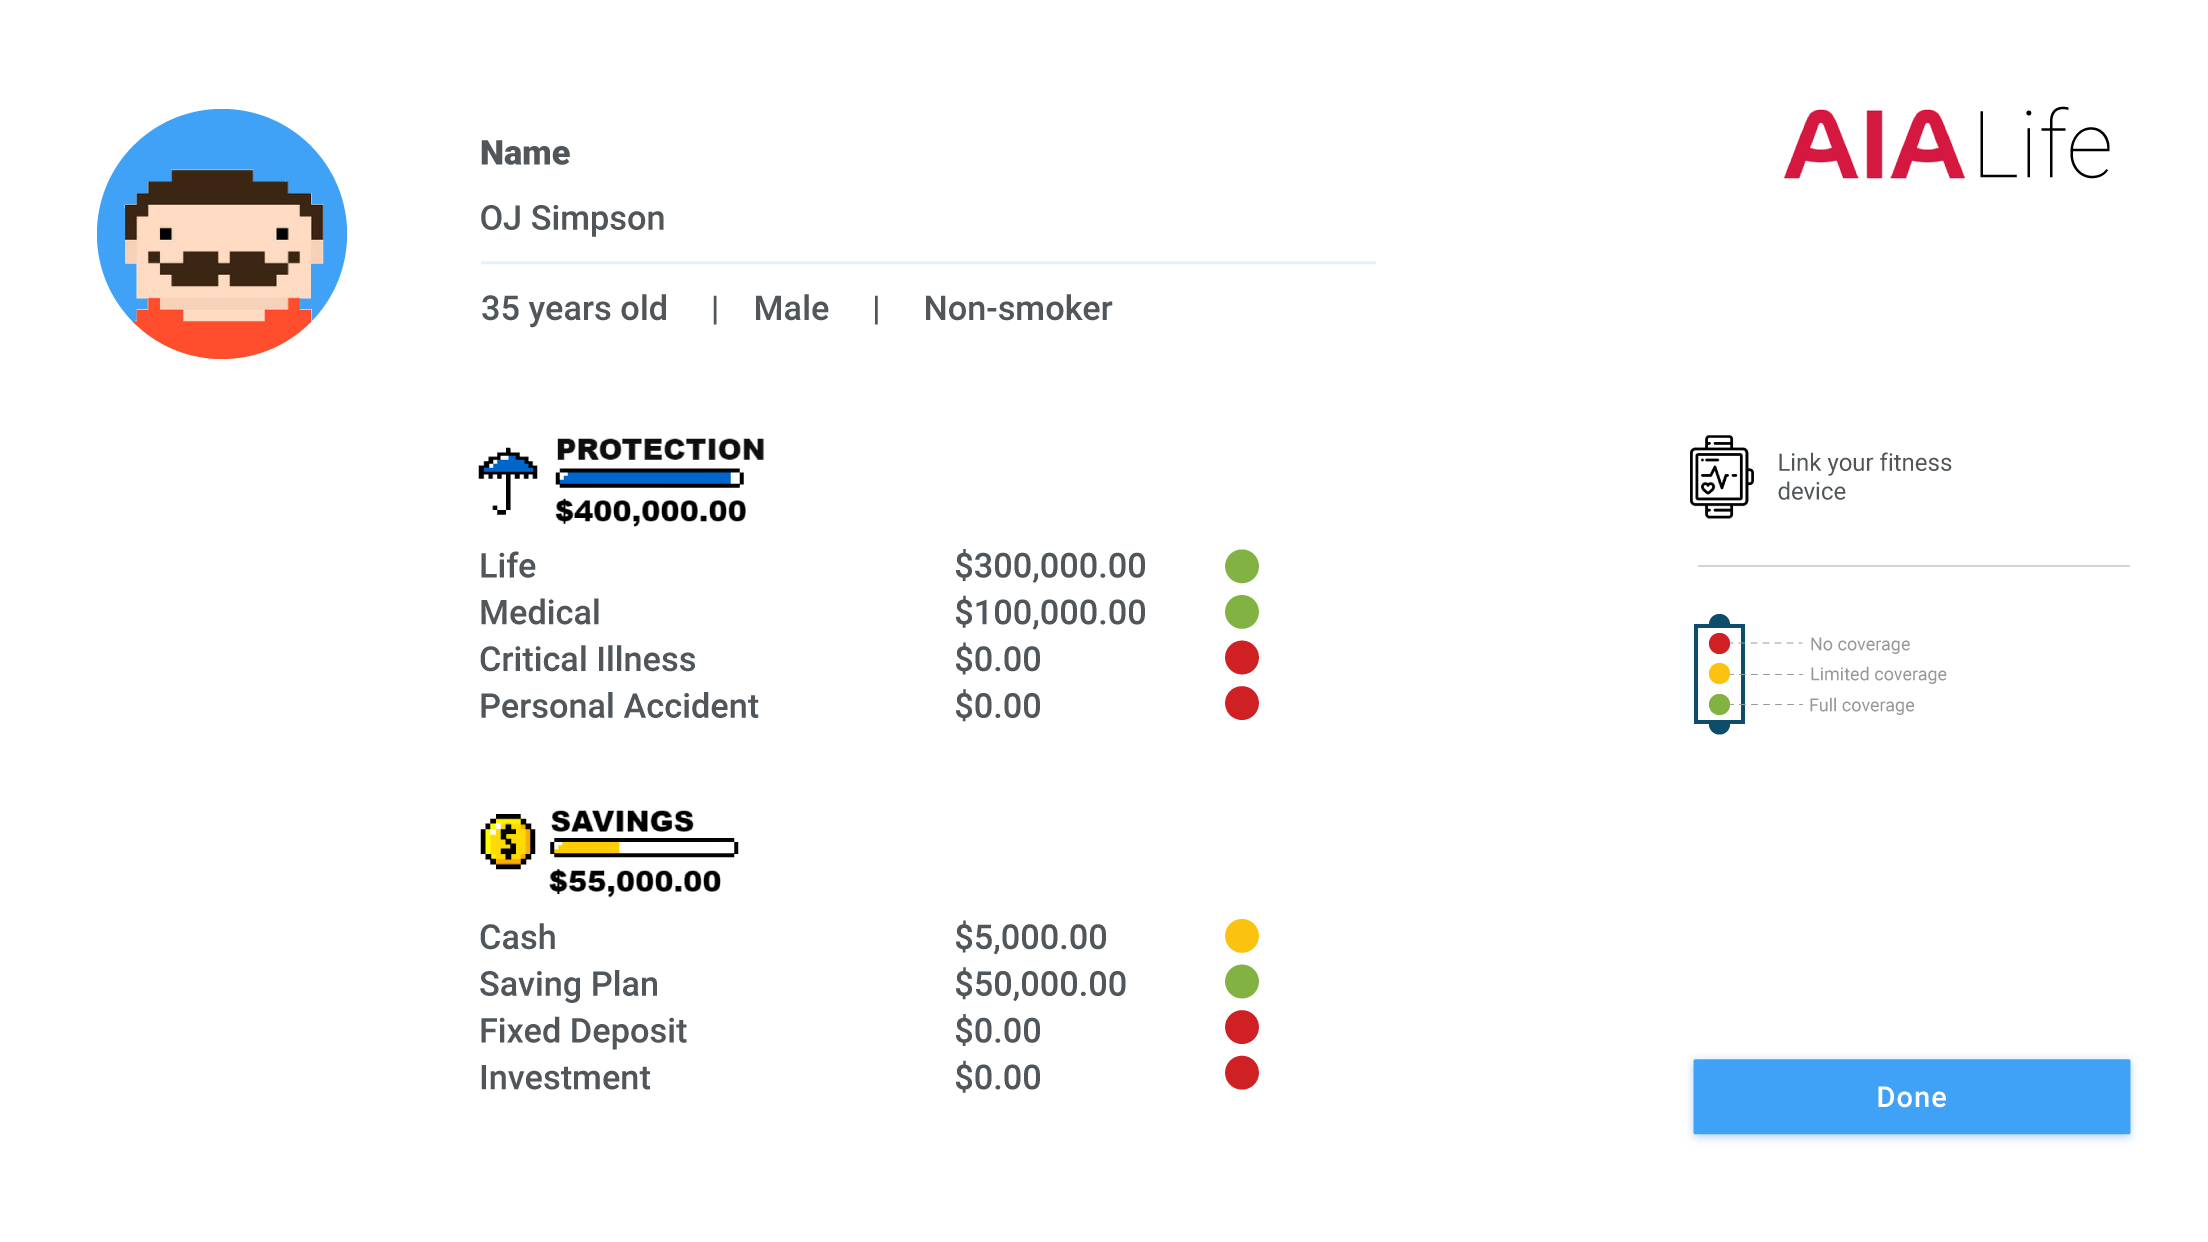 AIA Life
Name
OJ Simpson
35 years old | Male | Non-smoker
PROTECTION
$400,000.00
Life $300,000.00
Medical $100,000.00
Critical Illness $0.00
Personal Accident $0.00
SAVINGS
$55,000.00
Cash $5,000.00
Saving Plan $50,000.00
Fixed Deposit $0.00
Investment $0.00
Link your fitness
device
No coverage
Limited coverage
Full coverage
Done